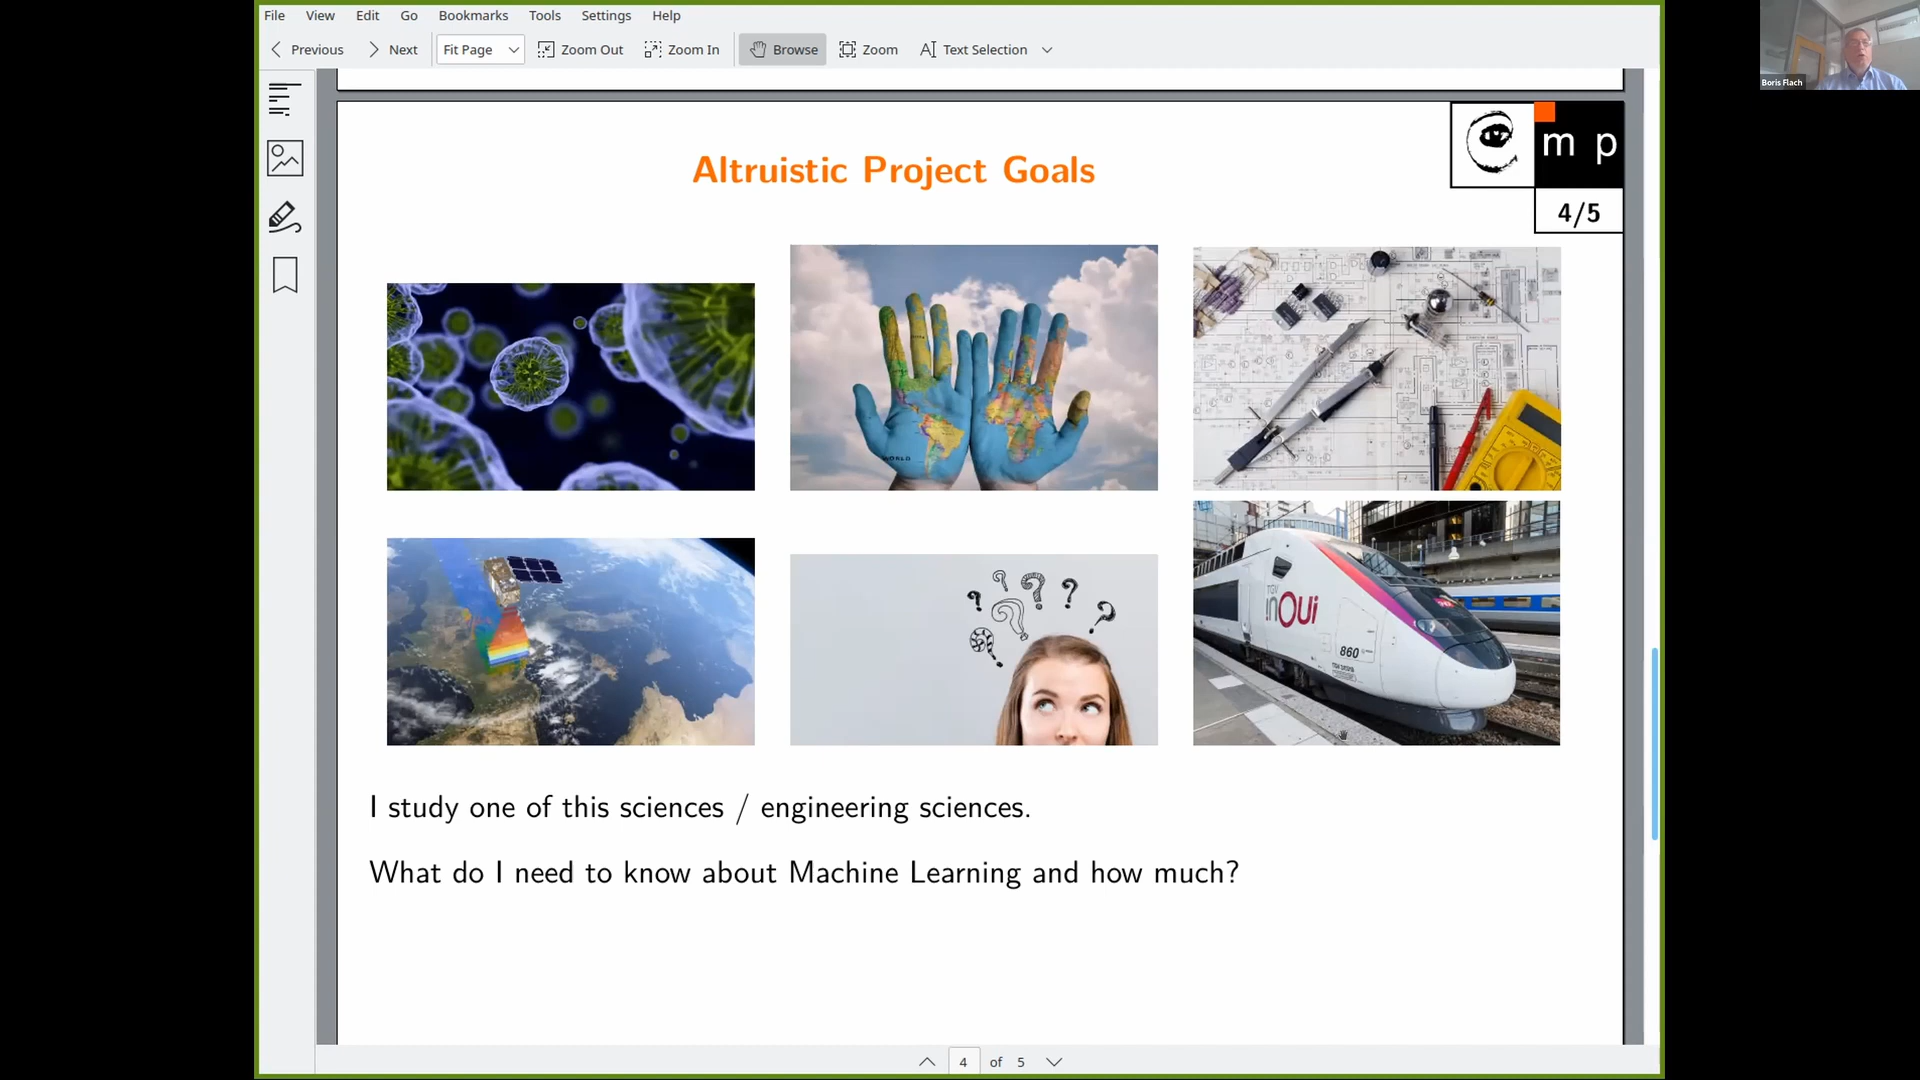 File View Edit Go Bookmarks Tools Settings Help
Previous Next Fit Page Zoom Out Zoom In Browse Zoom Text Selection
Boris Flach
m p
Altruistic Project Goals
4/5
WORLD
TGV
inOui
860
I study one of this sciences / engineering sciences.
What do I need to know about Machine Learning and how much?
4 of 5